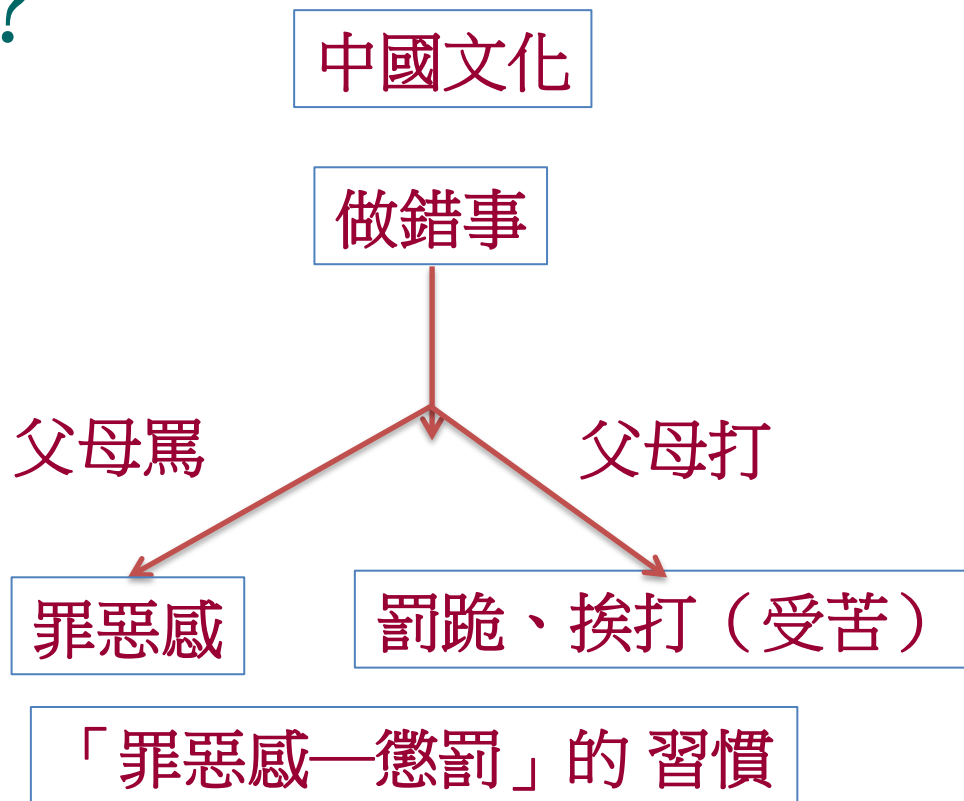 ?
中國文化
做錯事
父母罵
父母打
罪惡感
罰跪、挨打（受苦）
「罪惡感—懲罰」的 習慣